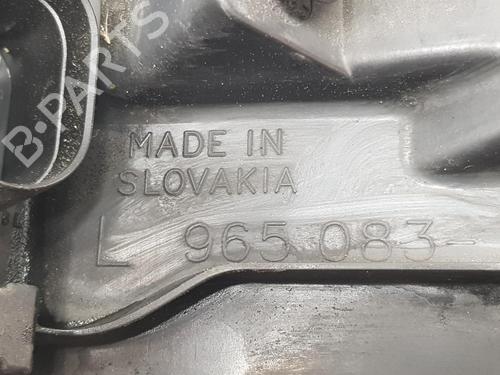 B-PARTS
MADE IN
SLOVAKIA
L 965 083-